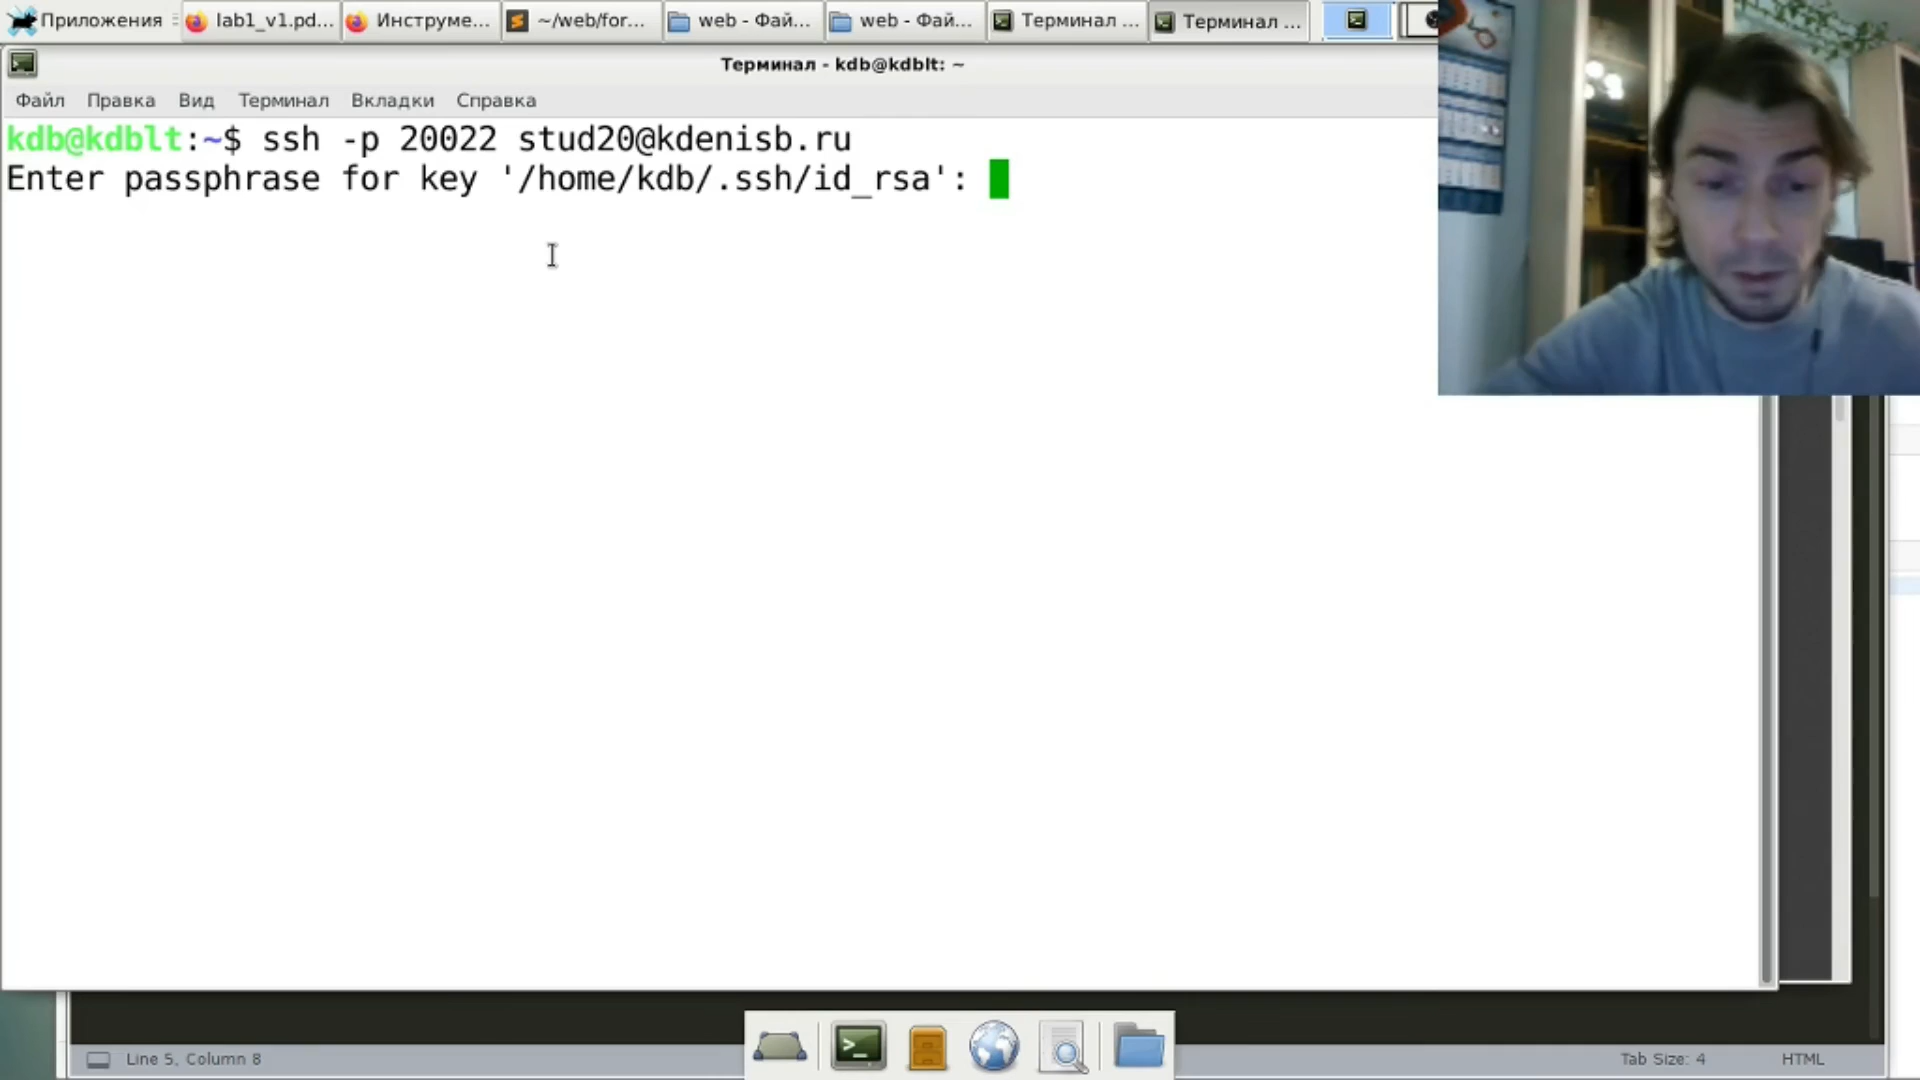 Приложения
lab1_v1.pd...
Инструме...
~/web/for...
web - Фай...
web - Фай...
Терминал ...
Терминал ...
Терминал - kdb@kdblt: ~
Файл Правка Вид Терминал Вкладки Справка
kdb@kdblt:~$ ssh -p 20022 stud20@kdenisb.ru
Enter passphrase for key '/home/kdb/.ssh/id_rsa':
Line 5, Column 8
Tab Size: 4
HTML